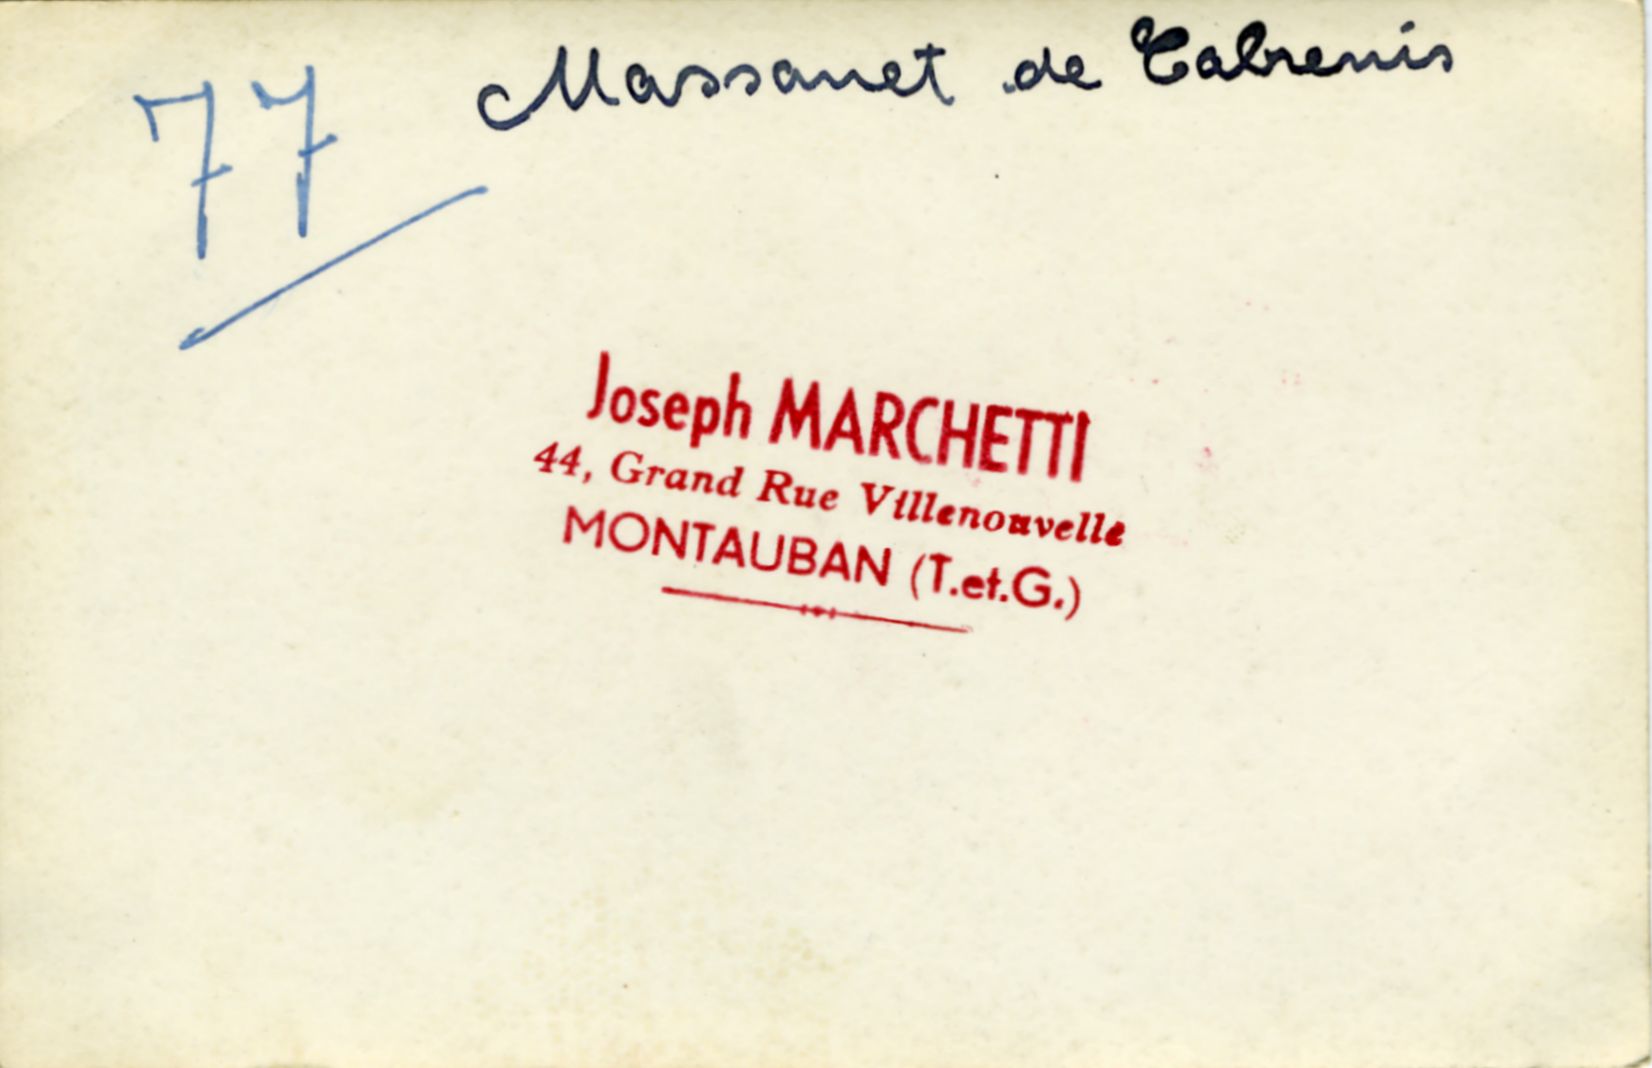 77
Massanet de Cabrenis
Joseph MARCHETTI
44, Grand Rue Villenouvelle
MONTAUBAN (T.et.G.)